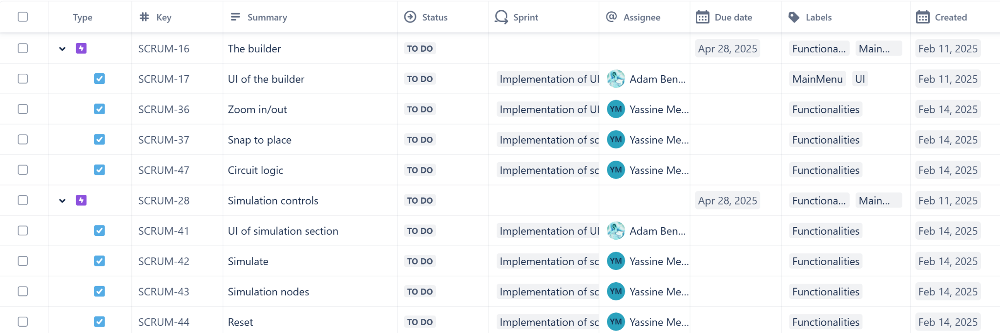 Type Key Summary Status Sprint Assignee Due date Labels Created
SCRUM-16 The builder TO DO Apr 28, 2025 Functiona... Main... Feb 11, 2025
SCRUM-17 UI of the builder TO DO Implementation of UI Adam Ben... MainMenu UI Feb 11, 2025
SCRUM-36 Zoom in/out TO DO Implementation of UI YM Yassine Me... Functionalities Feb 14, 2025
SCRUM-37 Snap to place TO DO Implementation of sc YM Yassine Me... Functionalities Feb 14, 2025
SCRUM-47 Circuit logic TO DO Implementation of sc YM Yassine Me... Functionalities Feb 14, 2025
SCRUM-28 Simulation controls TO DO Apr 28, 2025 Functiona... Main... Feb 11, 2025
SCRUM-41 UI of simulation section TO DO Implementation of UI Adam Ben... Functionalities Feb 14, 2025
SCRUM-42 Simulate TO DO Implementation of sc YM Yassine Me... Functionalities Feb 14, 2025
SCRUM-43 Simulation nodes TO DO Implementation of sc YM Yassine Me... Functionalities Feb 14, 2025
SCRUM-44 Reset TO DO Implementation of sc YM Yassine Me... Functionalities Feb 14, 2025